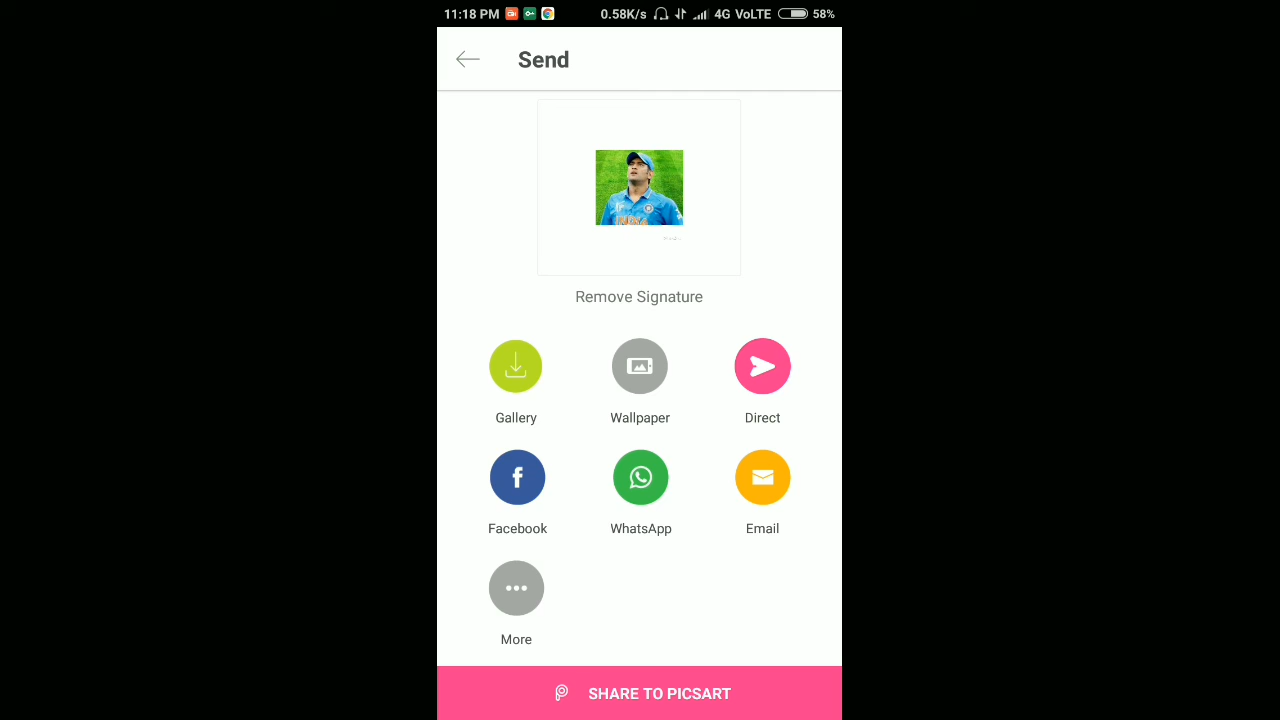 11:18 PM 0.58K/s 4G VoLTE 58%
Send
Remove Signature
Gallery Wallpaper Direct
Facebook WhatsApp Email
More
SHARE TO PICSART